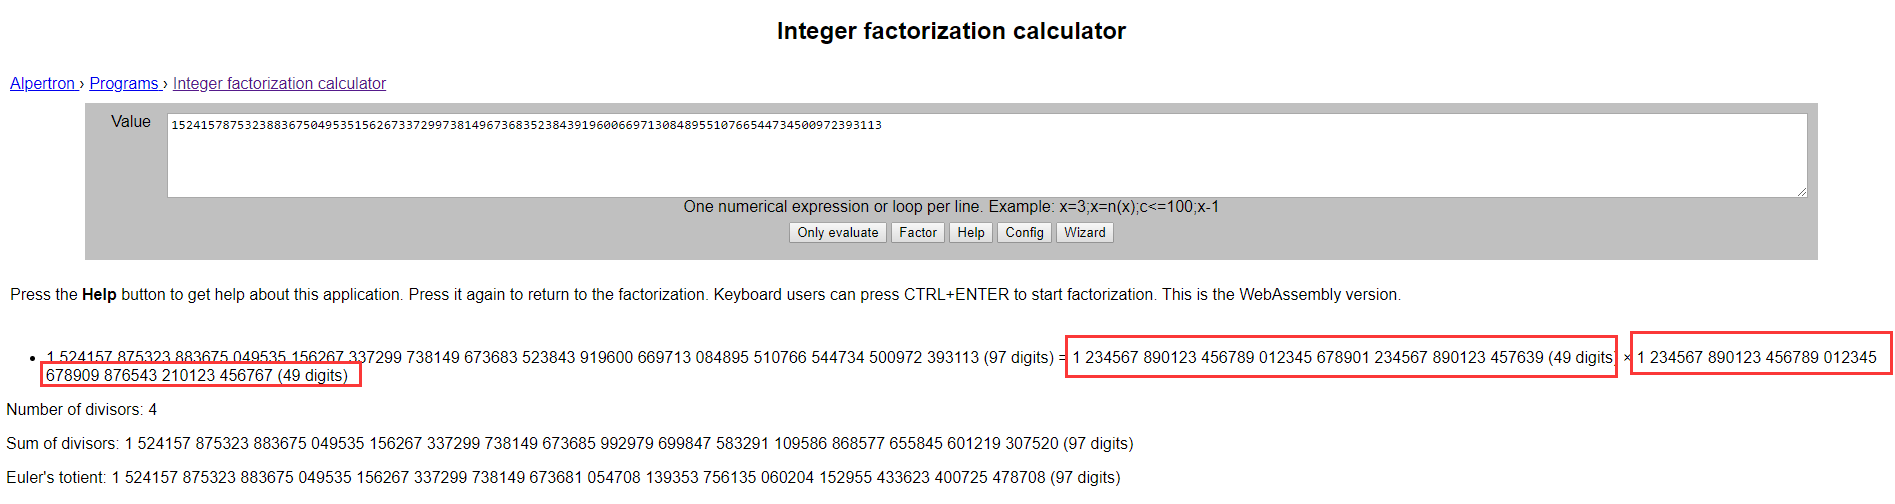 Integer factorization calculator
Alpertron › Programs › Integer factorization calculator
Value
1524157875323883675049535156267337299738149673683523843919600669713084895510766544734500972393113
One numerical expression or loop per line. Example: x=3;x=n(x);c<=100;x-1
Only evaluate Factor Help Config Wizard
Press the Help button to get help about this application. Press it again to return to the factorization. Keyboard users can press CTRL+ENTER to start factorization. This is the WebAssembly version.
• 1 524157 875323 883675 049535 156267 337299 738149 673683 523843 919600 669713 084895 510766 544734 500972 393113 (97 digits) = 1 234567 890123 456789 012345 678901 234567 890123 457639 (49 digits) × 1 234567 890123 456789 012345
678909 876543 210123 456767 (49 digits)
Number of divisors: 4
Sum of divisors: 1 524157 875323 883675 049535 156267 337299 738149 673685 992979 699847 583291 109586 868577 655845 601219 307520 (97 digits)
Euler's totient: 1 524157 875323 883675 049535 156267 337299 738149 673681 054708 139353 756135 060204 152955 433623 400725 478708 (97 digits)